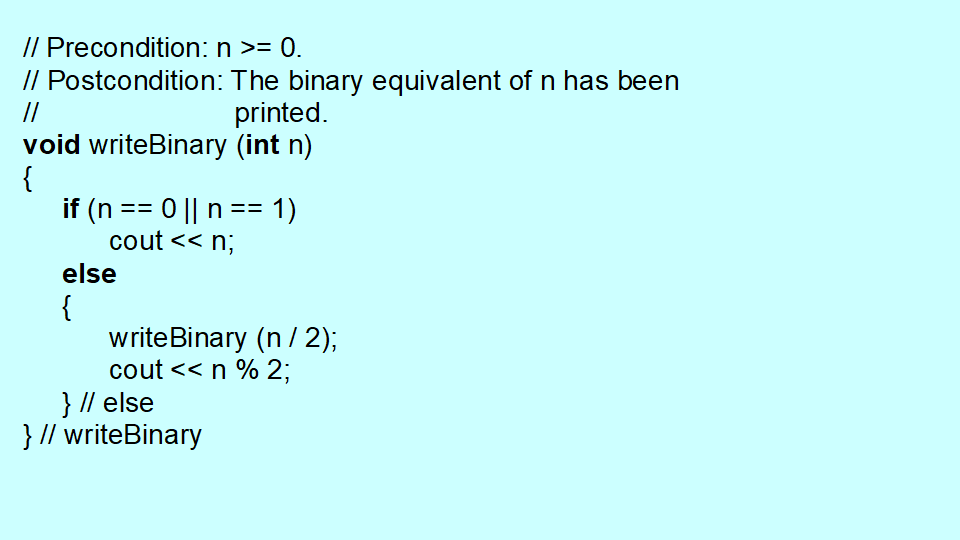 // Precondition: n >= 0.
// Postcondition: The binary equivalent of n has been
// printed.
void writeBinary (int n)
{
if (n == 0 || n == 1)
cout << n;
else
{
writeBinary (n / 2);
cout << n % 2;
} // else
} // writeBinary